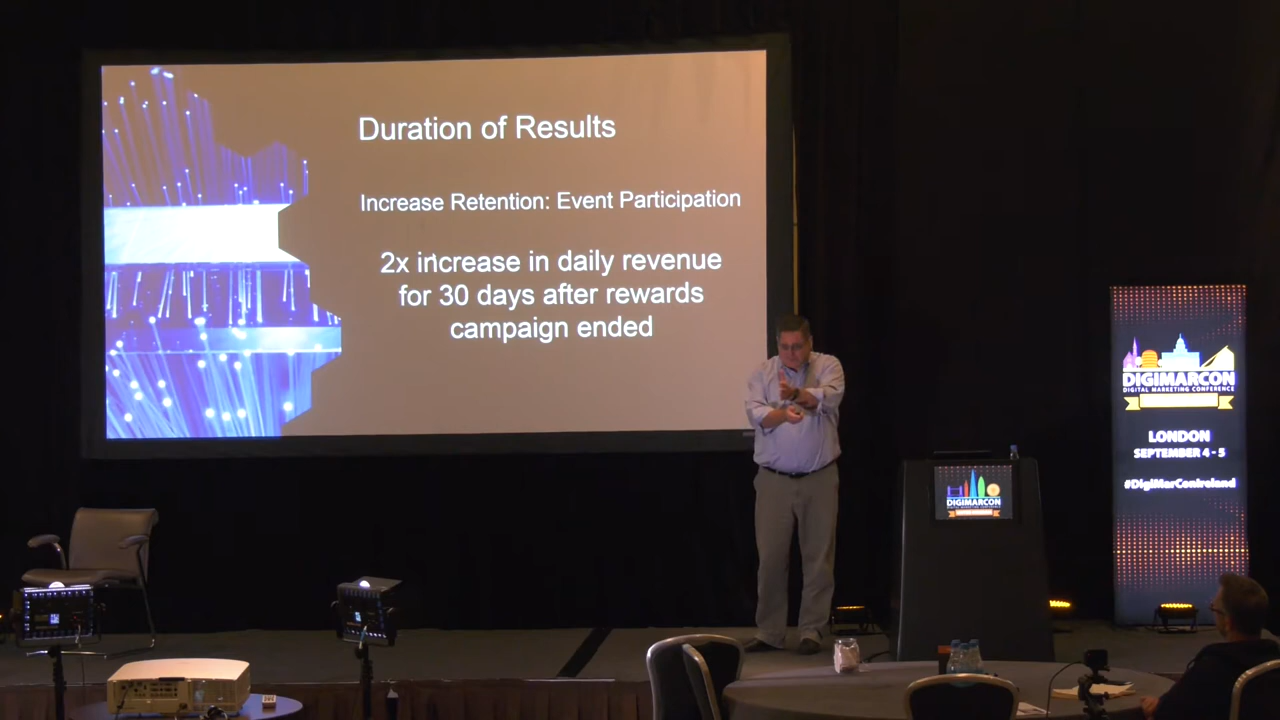 Duration of Results
Increase Retention: Event Participation
2x increase in daily revenue
for 30 days after rewards
campaign ended
DIGIMARCON
DIGITAL MARKETING CONFERENCE
LONDON
SEPTEMBER 4 - 5
#DigiMarConIreland
DIGIMARCON